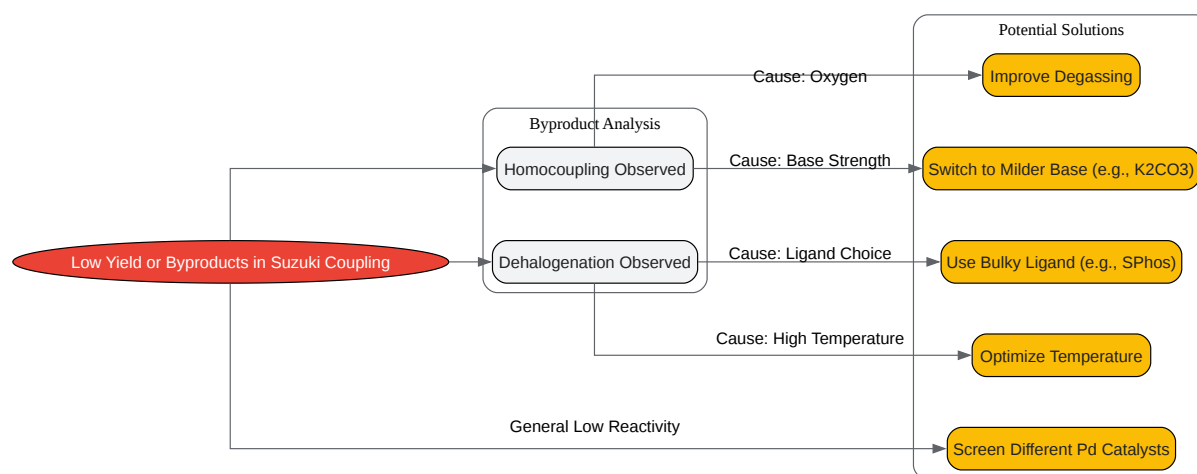 Potential Solutions
Cause: Oxygen
Improve Degassing
Byproduct Analysis
Homocoupling Observed
Cause: Base Strength
Switch to Milder Base (e.g., K2CO3)
Low Yield or Byproducts in Suzuki Coupling
Dehalogenation Observed
Cause: Ligand Choice
Use Bulky Ligand (e.g., SPhos)
Cause: High Temperature
Optimize Temperature
General Low Reactivity
Screen Different Pd Catalysts